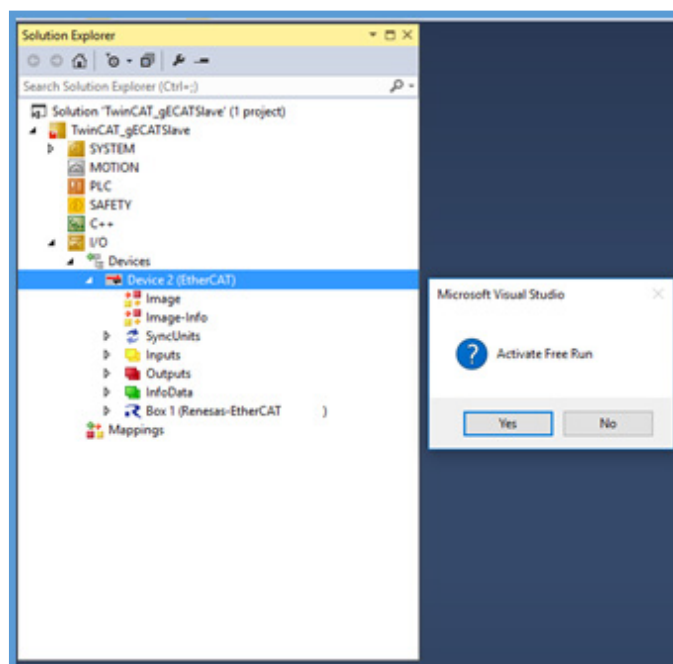 Solution Explorer
Search Solution Explorer (Ctrl+;)
Solution 'TwinCAT_gECATSlave' (1 project)
TwinCAT_gECATSlave
SYSTEM
MOTION
PLC
SAFETY
C++
I/O
Devices
Device 2 (EtherCAT)
Image
Image-Info
SyncUnits
Inputs
Outputs
InfoData
Box 1 (Renesas-EtherCAT )
Mappings
Microsoft Visual Studio
Activate Free Run
Yes No